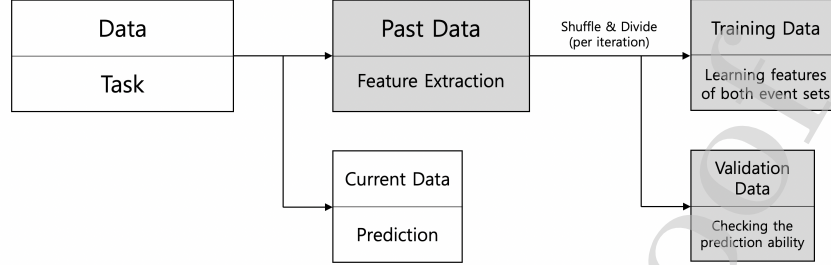 Data
Task
Past Data
Feature Extraction
Shuffle & Divide
(per iteration)
Training Data
Learning features
of both event sets
Current Data
Prediction
Validation
Data
Checking the
prediction ability